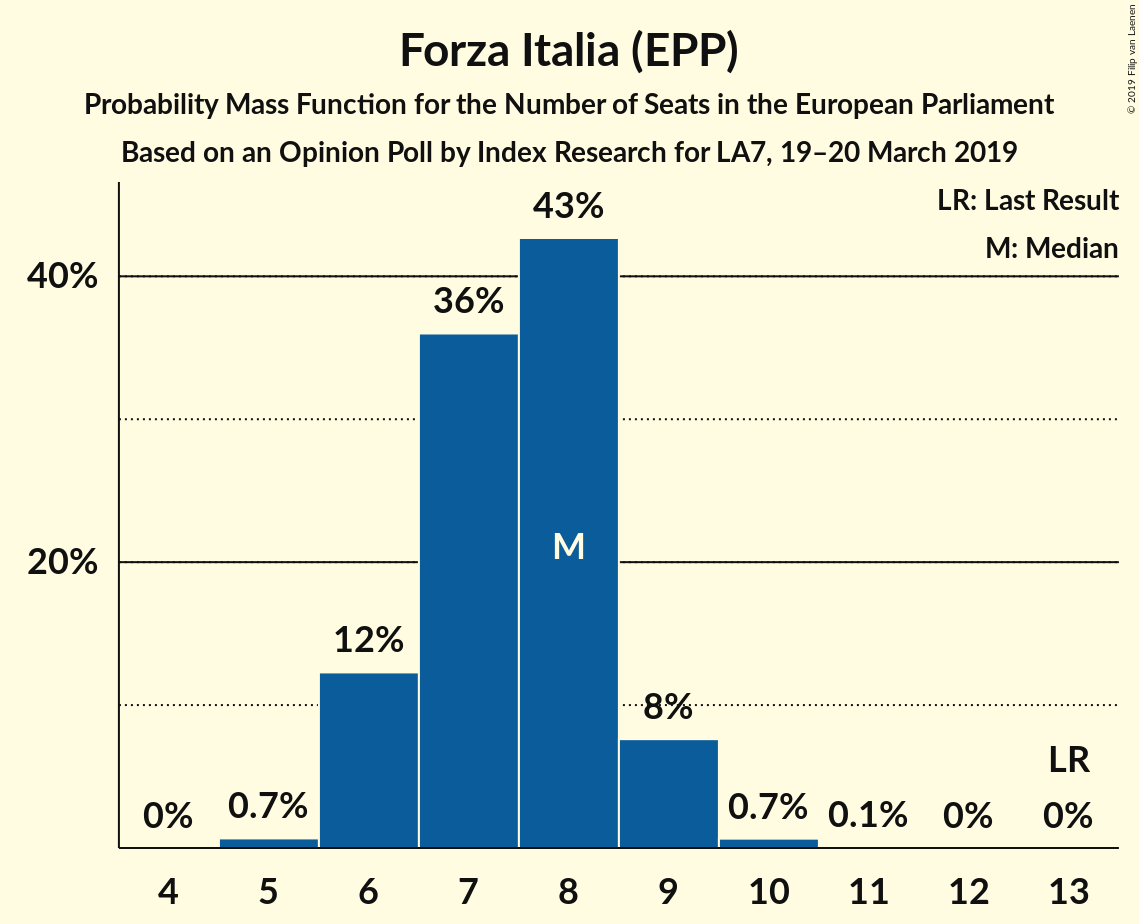 Forza Italia (EPP)
Probability Mass Function for the Number of Seats in the European Parliament
Based on an Opinion Poll by Index Research for LA7, 19–20 March 2019
© 2019 Filip van Laenen
LR: Last Result
M: Median
40%
20%
0%
0.7%
12%
36%
43%
M
8%
0.7%
0.1%
0%
LR
0%
4 5 6 7 8 9 10 11 12 13